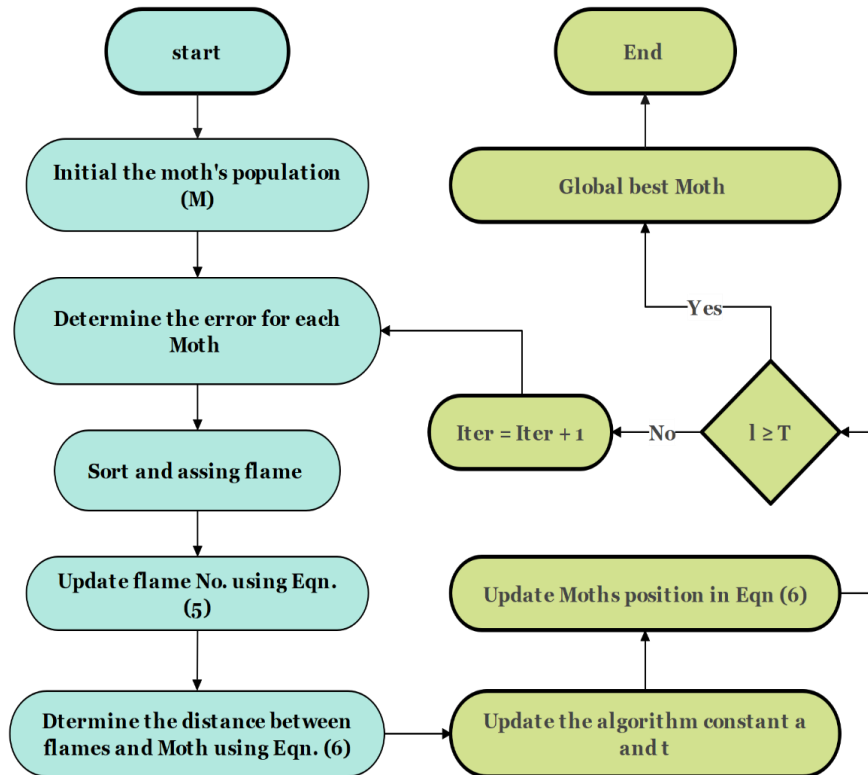 start
Initial the moth's population
(M)
Determine the error for each
Moth
Sort and assing flame
Update flame No. using Eqn.
(5)
Dtermine the distance between
flames and Moth using Eqn. (6)
Update the algorithm constant a
and t
Update Moths position in Eqn (6)
l ≥ T
No
Iter = Iter + 1
Yes
Global best Moth
End